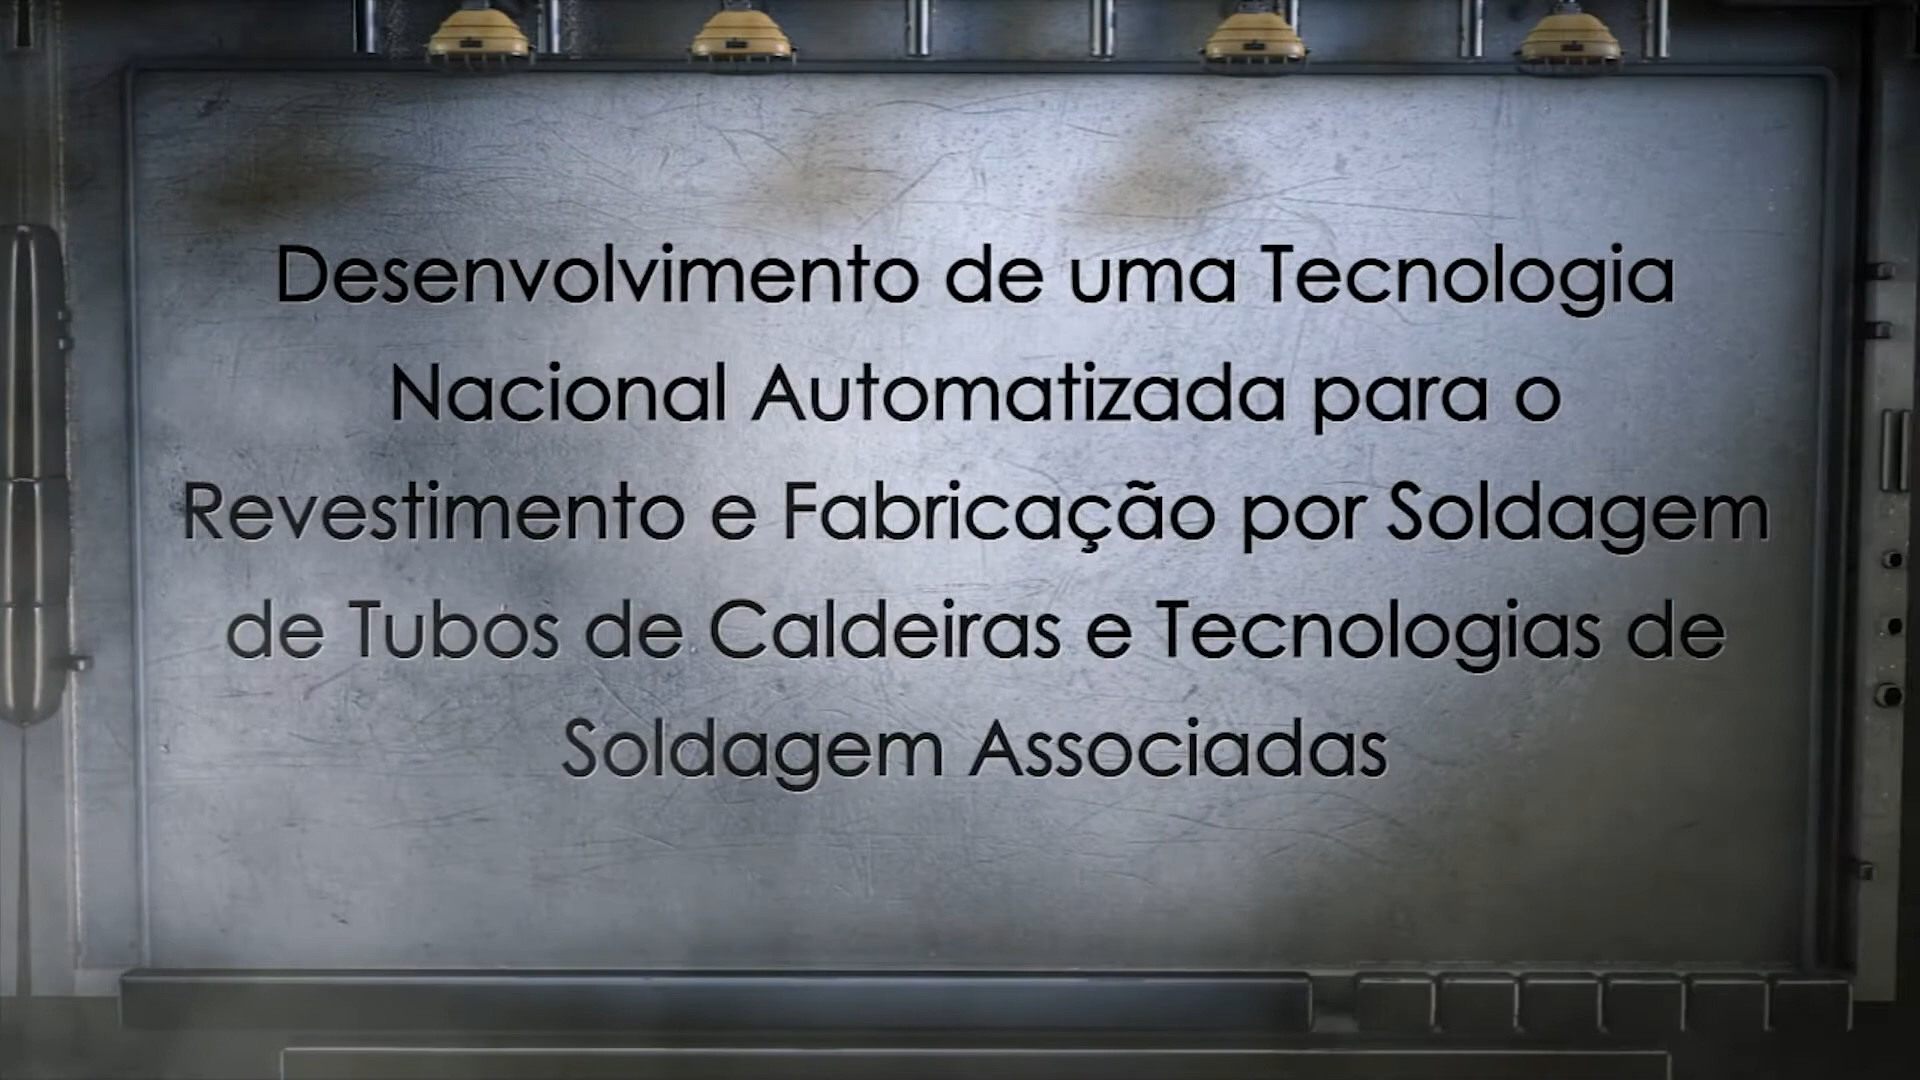 Desenvolvimento de uma Tecnologia
Nacional Automatizada para o
Revestimento e Fabricação por Soldagem
de Tubos de Caldeiras e Tecnologias de
Soldagem Associadas